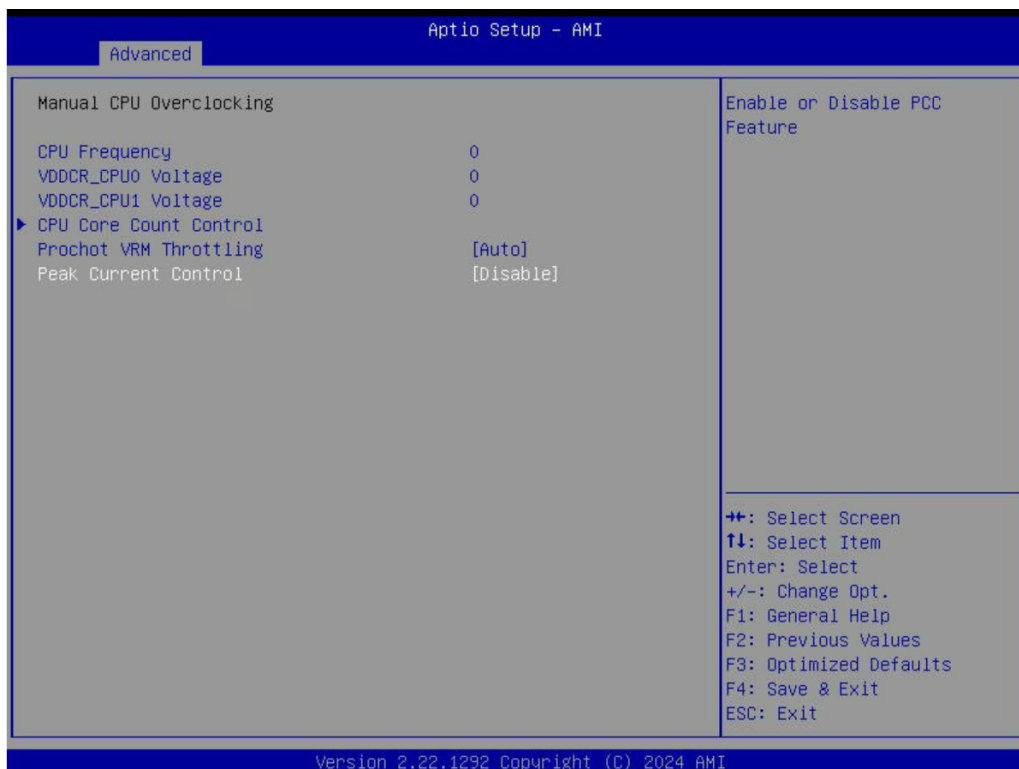 Aptio Setup - AMI
Advanced
Manual CPU Overclocking
CPU Frequency 0
VDDCR_CPU0 Voltage 0
VDDCR_CPU1 Voltage 0
CPU Core Count Control
Prochot VRM Throttling [Auto]
Peak Current Control [Disable]
Enable or Disable PCC
Feature
→←: Select Screen
↑↓: Select Item
Enter: Select
+/-: Change Opt.
F1: General Help
F2: Previous Values
F3: Optimized Defaults
F4: Save & Exit
ESC: Exit
Version 2.22.1292 Copyright (C) 2024 AMI